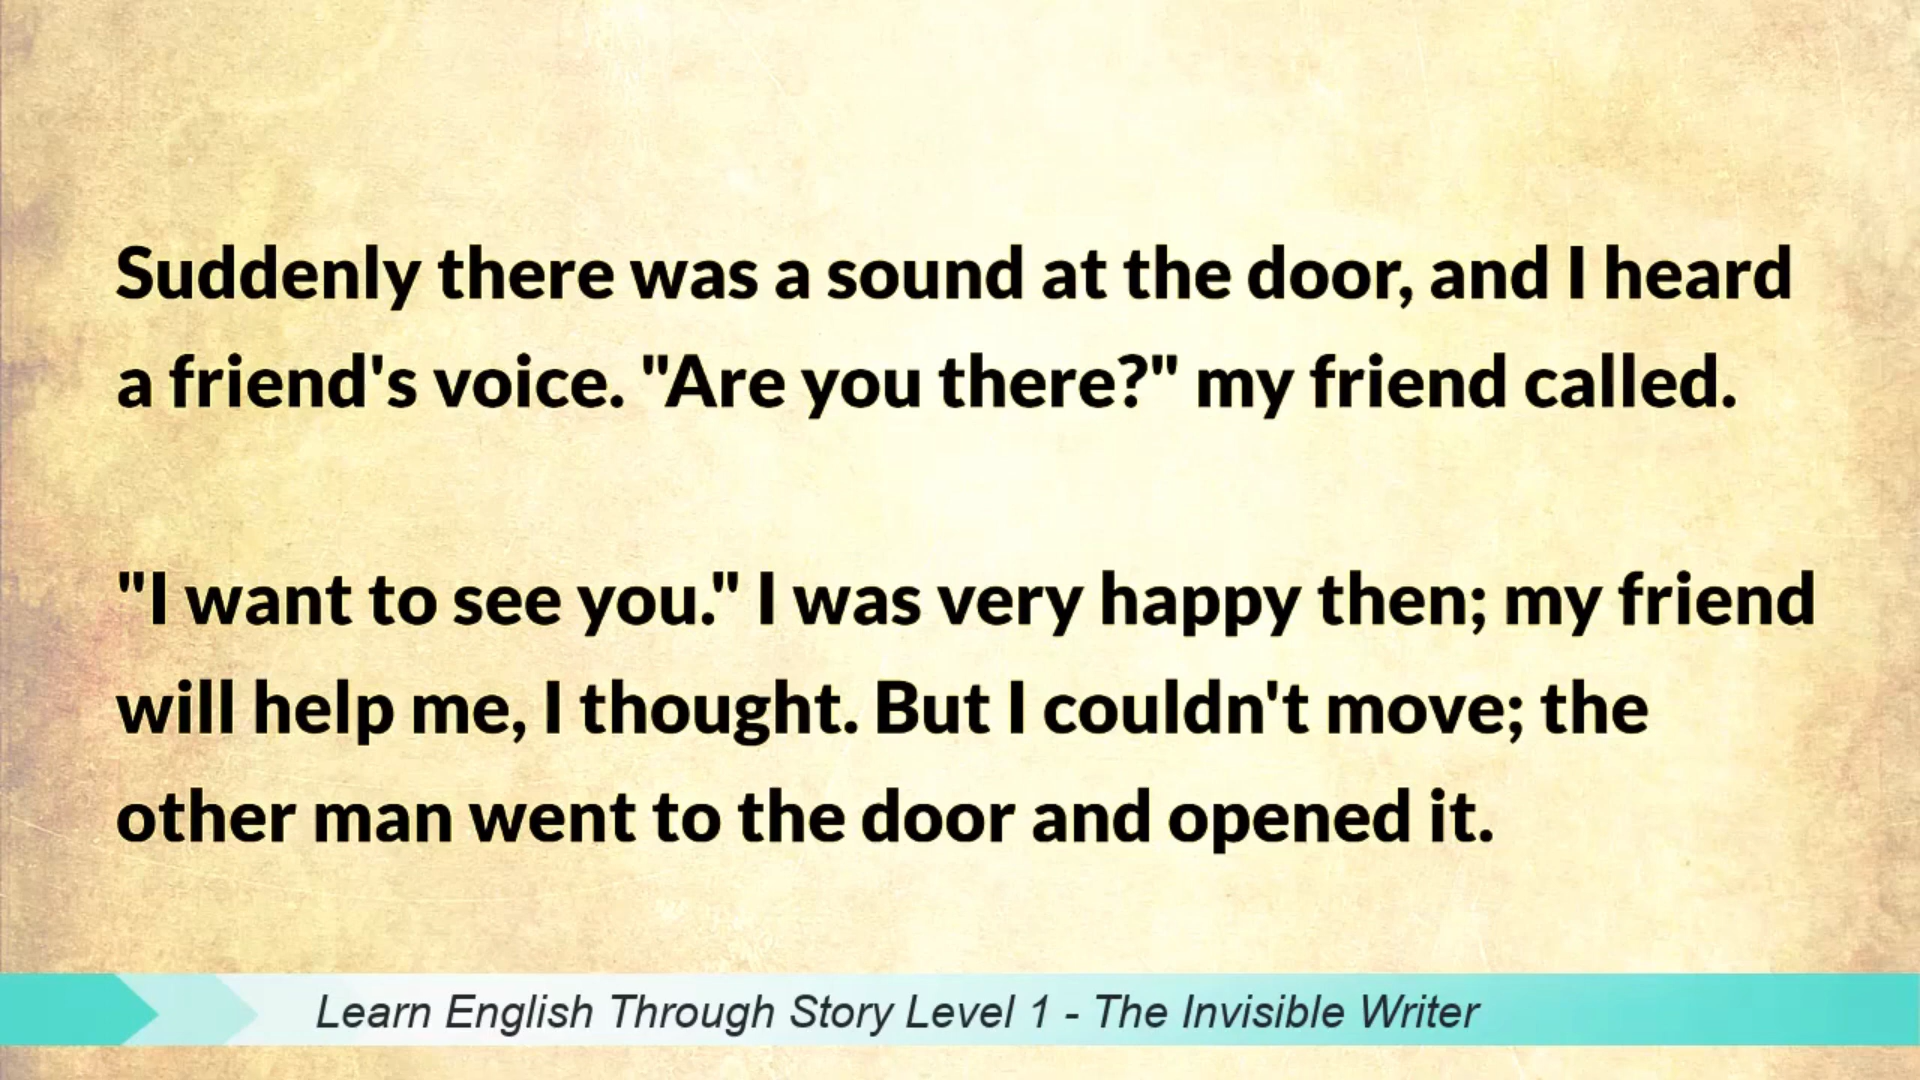 Suddenly there was a sound at the door, and I heard
a friend's voice. "Are you there?" my friend called.
"I want to see you." I was very happy then; my friend
will help me, I thought. But I couldn't move; the
other man went to the door and opened it.
Learn English Through Story Level 1 - The Invisible Writer